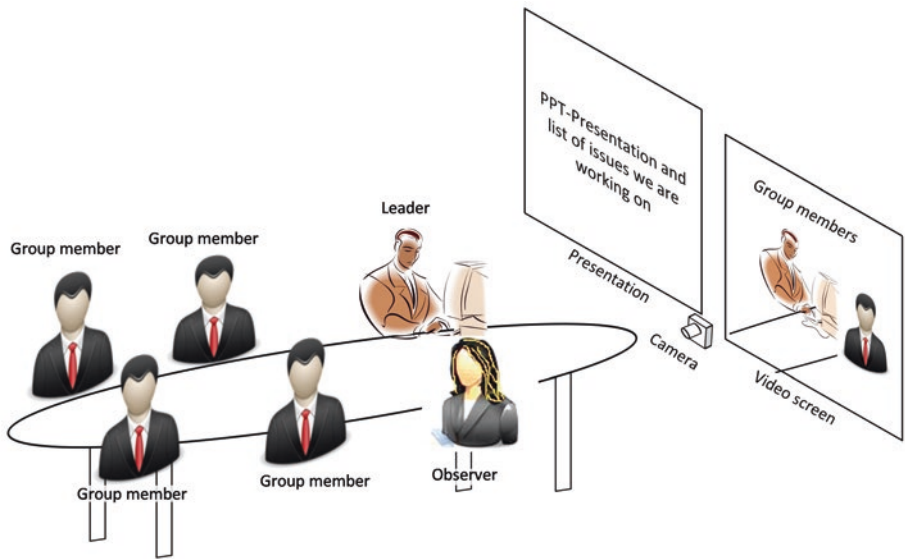 PPT-Presentation and
list of issues we are
working on
Group members
Leader
Group member
Group member
Presentation
Camera
Video screen
Group member
Group member
Observer